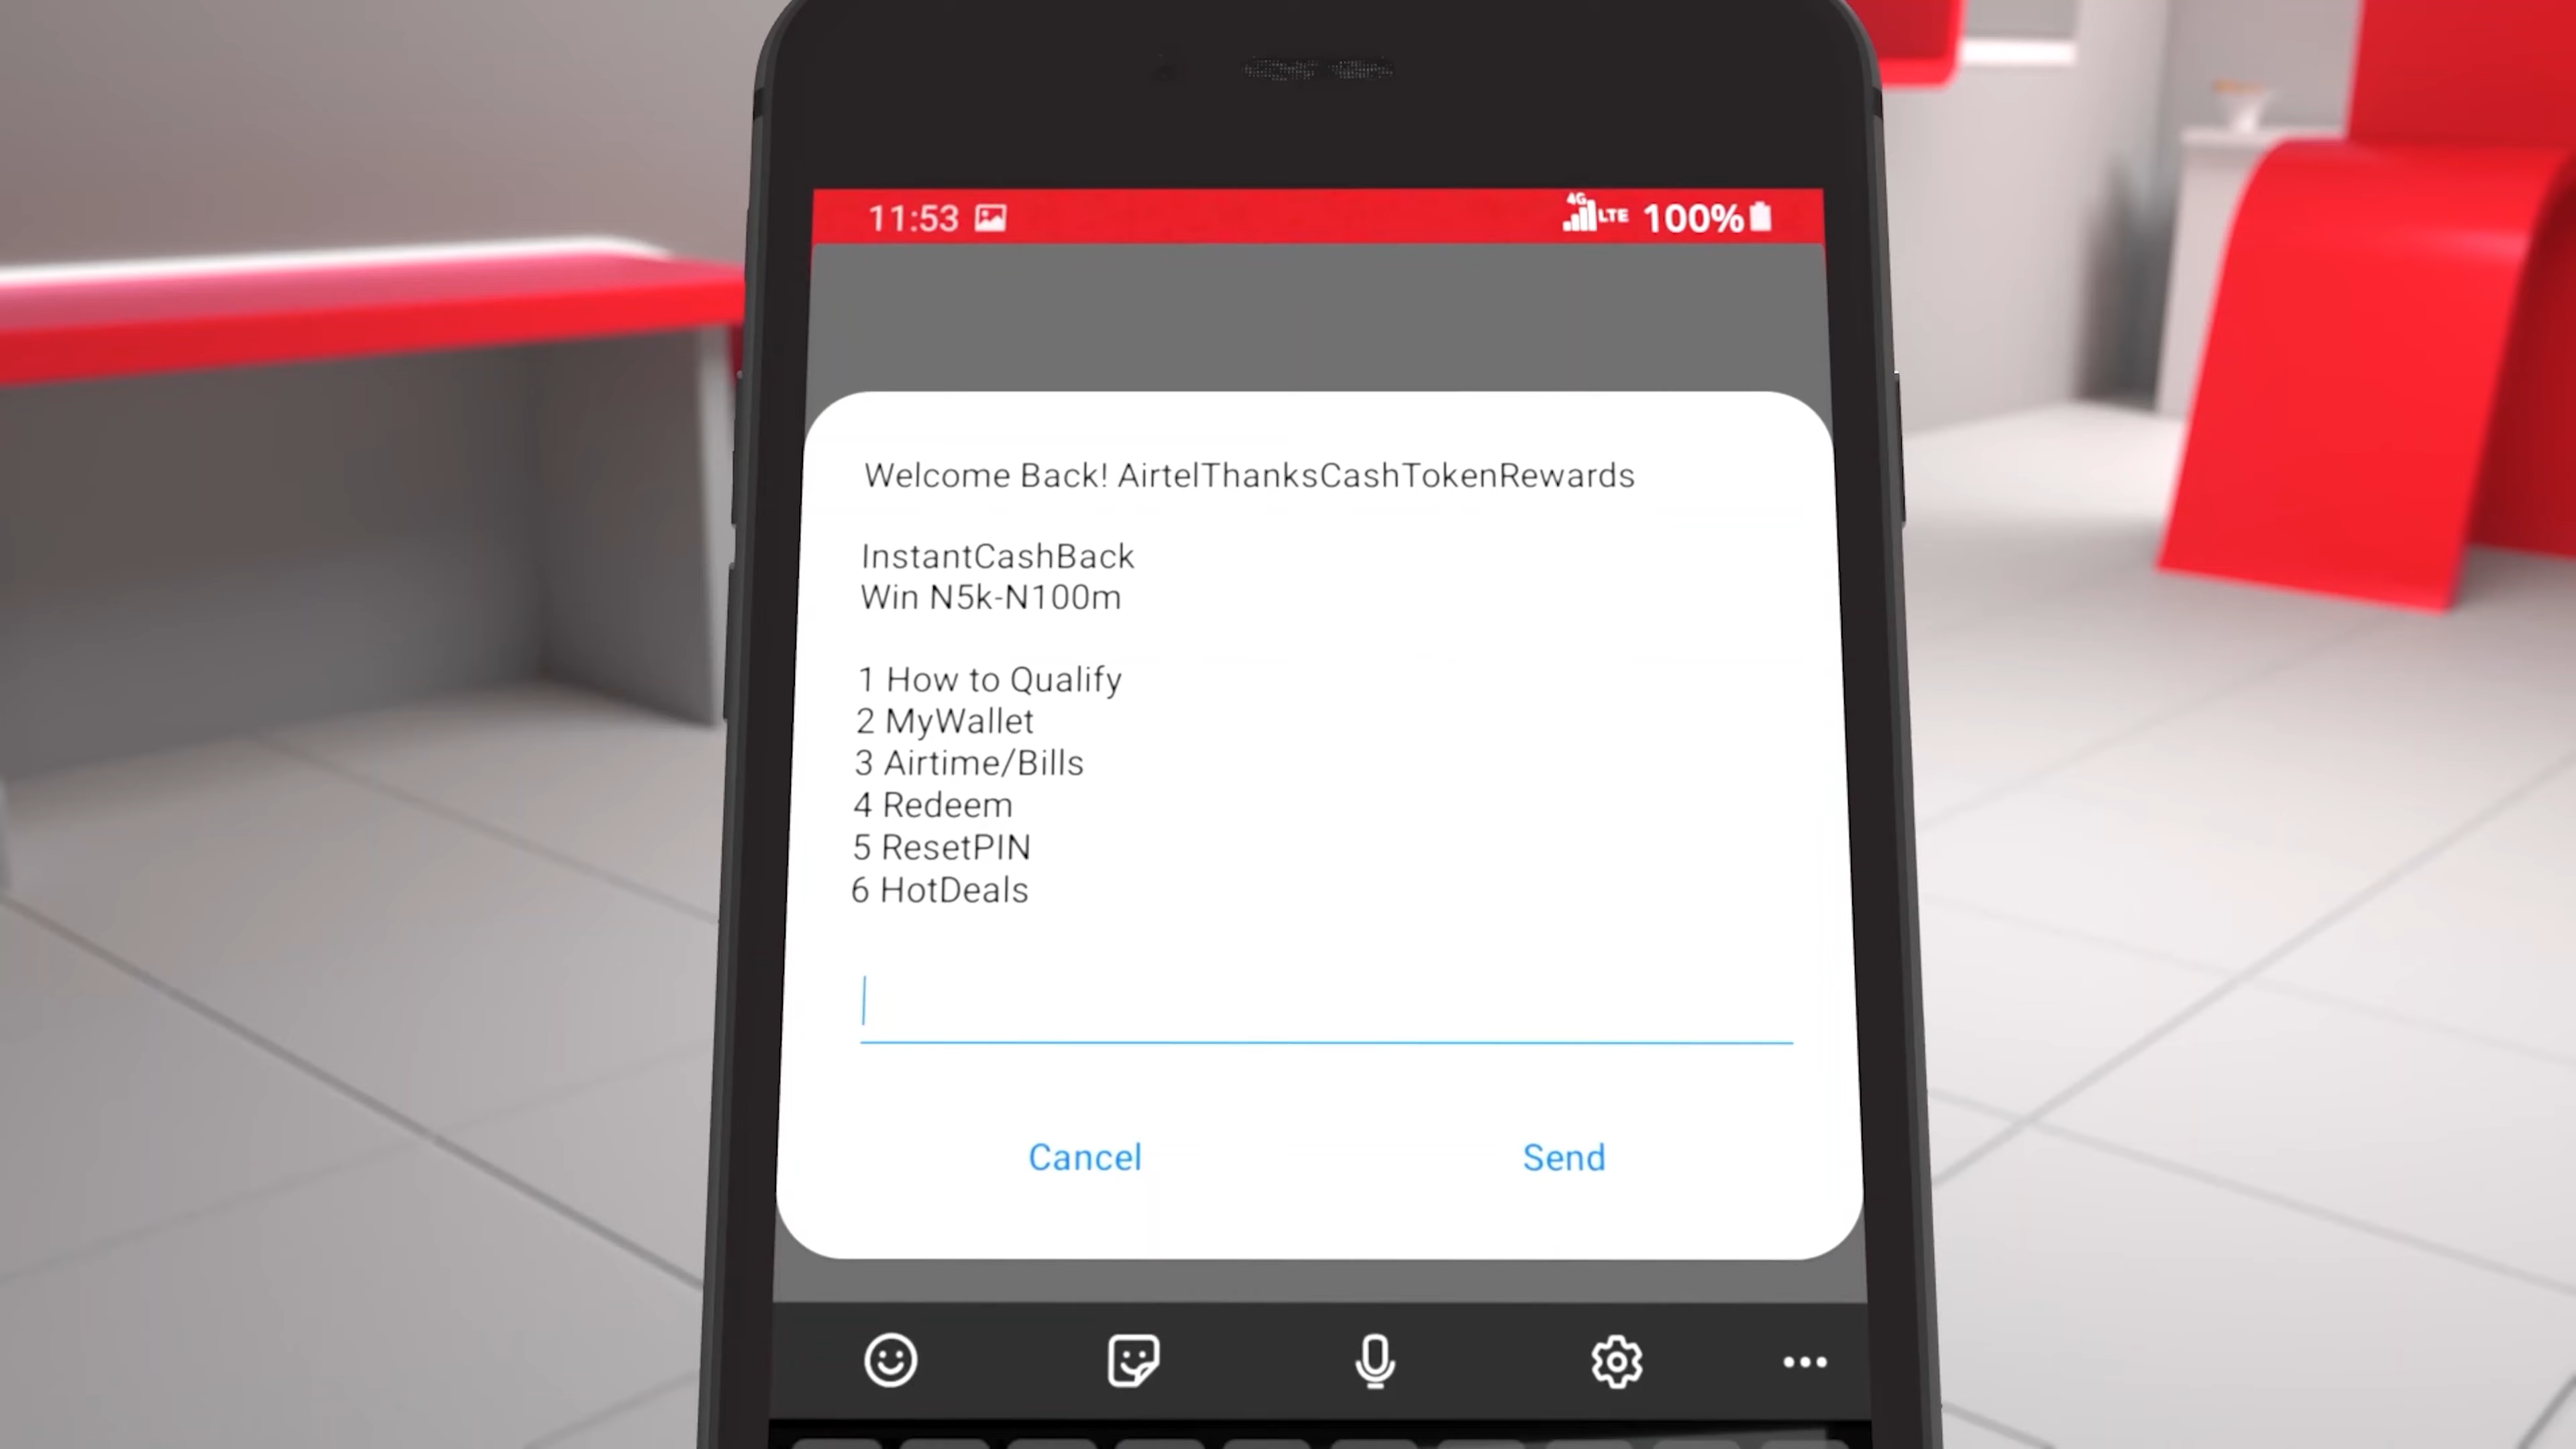 11:53 4G LTE 100%
Welcome Back! AirtelThanksCashTokenRewards
InstantCashBack
Win N5k-N100m
1 How to Qualify
2 MyWallet
3 Airtime/Bills
4 Redeem
5 ResetPIN
6 HotDeals
Cancel Send